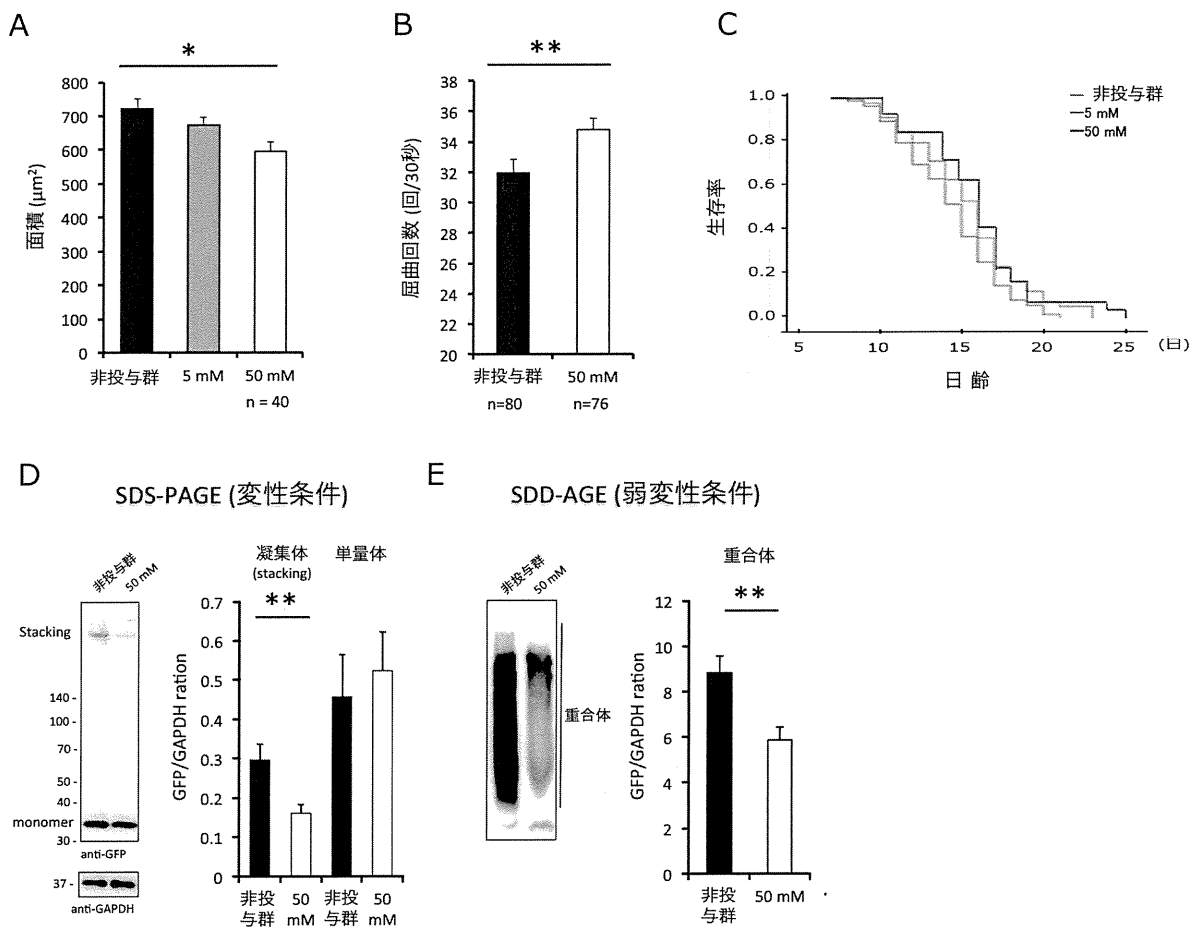 A
*
面積 (μm²)
800
700
600
500
400
300
200
100
0
非投与群
5 mM
50 mM
n = 40
B
**
屈曲回数 (回/30秒)
38
36
34
32
30
28
26
24
22
20
非投与群
50 mM
n=80
n=76
C
非投与群
5 mM
50 mM
生存率
1.0
0.8
0.6
0.4
0.2
0.0
5
10
15
20
25
(日)
日 齢
D
SDS-PAGE (変性条件)
非投与群
50 mM
Stacking
140 -
100 -
70 -
50 -
40 -
monomer
30 -
anti-GFP
37 -
anti-GAPDH
凝集体
(stacking)
単量体
**
GFP/GAPDH ration
0.7
0.6
0.5
0.4
0.3
0.2
0.1
0
非投
与群
50
mM
非投
与群
50
mM
E
SDD-AGE (弱変性条件)
非投与群
50 mM
重合体
重合体
**
GFP/GAPDH ration
12
10
8
6
4
2
0
非投
与群
50 mM